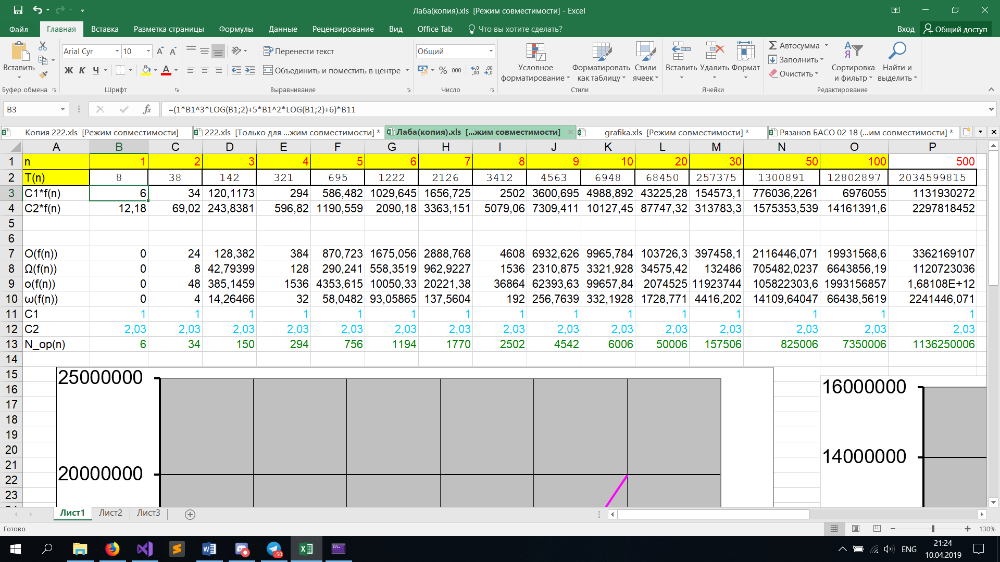 Лаба(копия).xls [Режим совместимости] - Excel
Файл Главная Вставка Разметка страницы Формулы Данные Рецензирование Вид Office Tab Что вы хотите сделать? Вход Общий доступ
Вставить
Буфер обмена
Arial Cyr 10
Ж К Ч А
Шрифт
Перенести текст
Объединить и поместить в центре
Выравнивание
Общий
% 000
Число
Условное форматирование
Форматировать как таблицу
Стили ячеек
Стили
Вставить Удалить Формат
Ячейки
Автосумма
Заполнить
Очистить
Сортировка и фильтр
Найти и выделить
Редактирование
B3 fx =(1*B1^3*LOG(B1;2)+5*B1^2*LOG(B1;2)+6)*B11
Копия 222.xls [Режим совместимости] 222.xls [Только для ...жим совместимости] * Лаба(копия).xls [...жим совместимости] grafika.xls [Режим совместимости] * Рязанов БАСО 02 18 (...им совместимости] *
A B C D E F G H I J K L M N O P
1 n 1 2 3 4 5 6 7 8 9 10 20 30 50 100 500
2 T(n) 8 38 142 321 695 1222 2126 3412 4563 6948 68450 257375 1300891 12802897 2034599815
3 C1*f(n) 6 34 120,1173 294 586,482 1029,645 1656,725 2502 3600,695 4988,892 43225,28 154573,1 776036,2261 6976055 1131930272
4 C2*f(n) 12,18 69,02 243,8381 596,82 1190,559 2090,18 3363,151 5079,06 7309,411 10127,45 87747,32 313783,3 1575353,539 14161391,6 2297818452
5
6
7 O(f(n)) 0 24 128,382 384 870,723 1675,056 2888,768 4608 6932,626 9965,784 103726,3 397458,1 2116446,071 19931568,6 3362169107
8 Ω(f(n)) 0 8 42,79399 128 290,241 558,3519 962,9227 1536 2310,875 3321,928 34575,42 132486 705482,0237 6643856,19 1120723036
9 o(f(n)) 0 48 385,1459 1536 4353,615 10050,33 20221,38 36864 62393,63 99657,84 2074525 11923744 105822303,6 1993156857 1,68108E+12
10 ω(f(n)) 0 4 14,26466 32 58,0482 93,05865 137,5604 192 256,7639 332,1928 1728,771 4416,202 14109,64047 66438,5619 2241446,071
11 C1 1 1 1 1 1 1 1 1 1 1 1 1 1 1 1
12 C2 2,03 2,03 2,03 2,03 2,03 2,03 2,03 2,03 2,03 2,03 2,03 2,03 2,03 2,03 2,03
13 N_op(n) 6 34 150 294 756 1194 1770 2502 4542 6006 50006 157506 825006 7350006 1136250006
14
15 25000000
16 16000000
17
18
19
20
21 14000000
22 20000000
23
Лист1 Лист2 Лист3
Готово 130%
ENG 21:24
10.04.2019